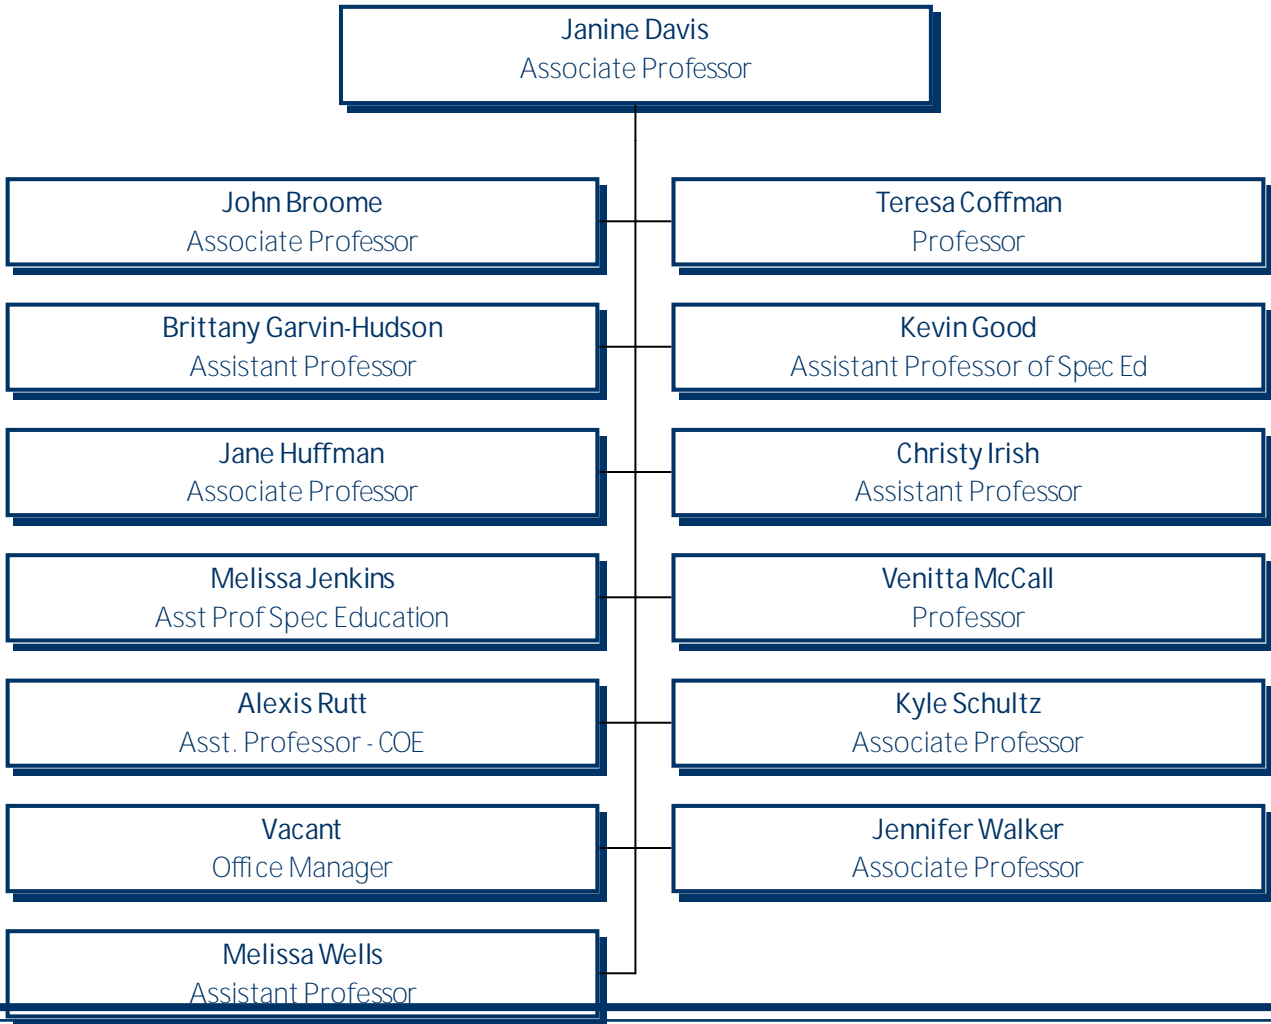 Janine Davis
Associate Professor
John Broome
Associate Professor
Teresa Coffman
Professor
Brittany Garvin-Hudson
Assistant Professor
Kevin Good
Assistant Professor of Spec Ed
Jane Huffman
Associate Professor
Christy Irish
Assistant Professor
Melissa Jenkins
Asst Prof Spec Education
Venitta McCall
Professor
Alexis Rutt
Asst. Professor - COE
Kyle Schultz
Associate Professor
Vacant
Office Manager
Jennifer Walker
Associate Professor
Melissa Wells
Assistant Professor